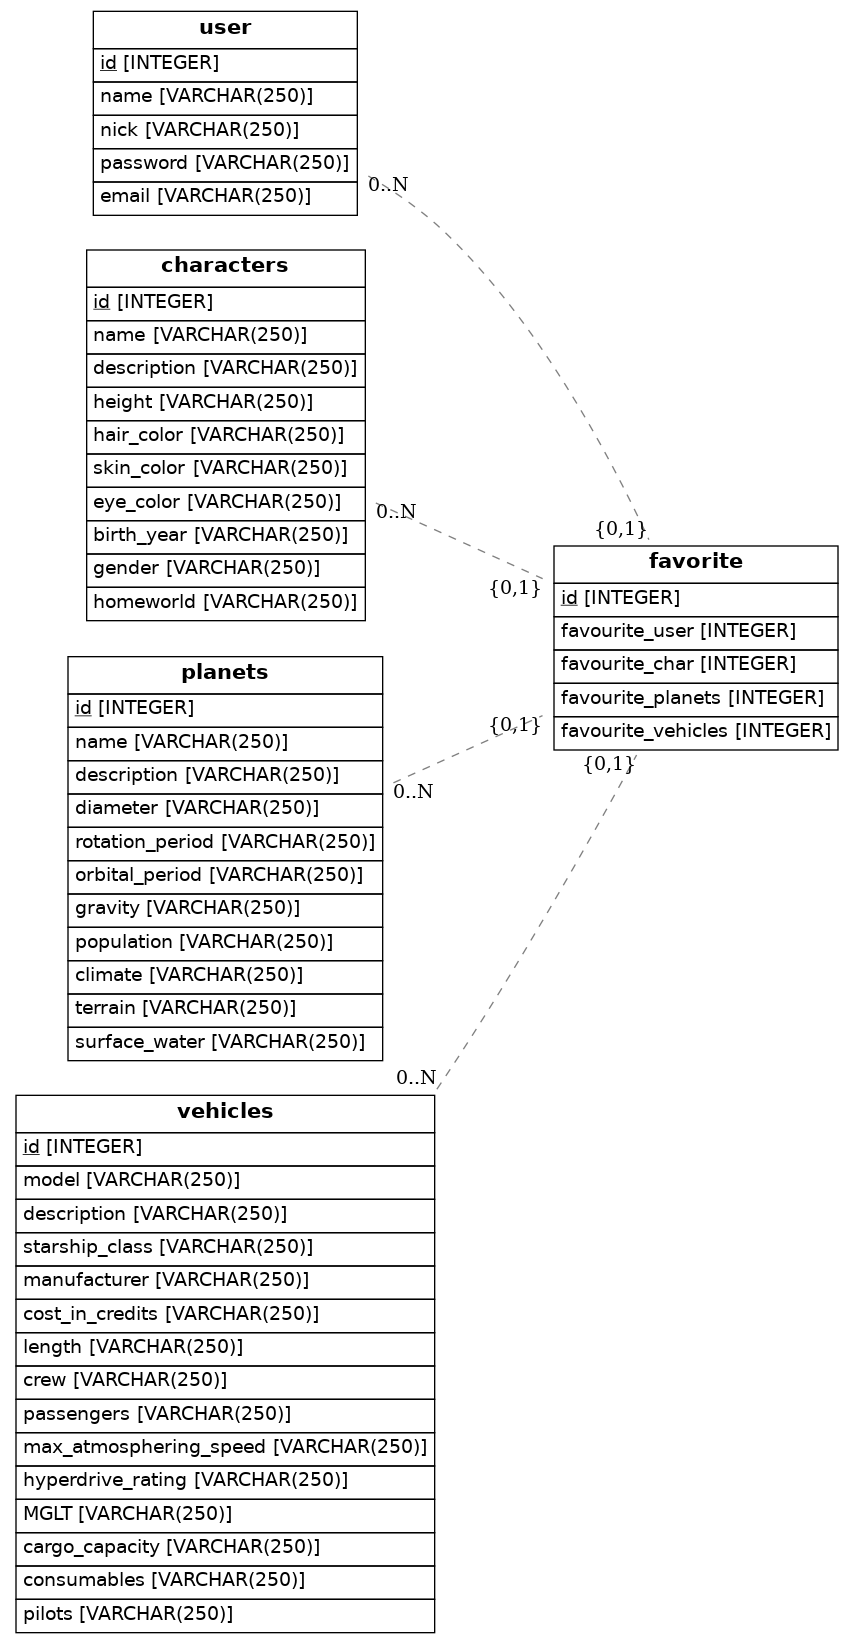 user
id [INTEGER]
name [VARCHAR(250)]
nick [VARCHAR(250)]
password [VARCHAR(250)]
email [VARCHAR(250)]
0..N
characters
id [INTEGER]
name [VARCHAR(250)]
description [VARCHAR(250)]
height [VARCHAR(250)]
hair_color [VARCHAR(250)]
skin_color [VARCHAR(250)]
eye_color [VARCHAR(250)]
birth_year [VARCHAR(250)]
gender [VARCHAR(250)]
homeworld [VARCHAR(250)]
0..N
{0,1}
{0,1}
favorite
id [INTEGER]
favourite_user [INTEGER]
favourite_char [INTEGER]
favourite_planets [INTEGER]
favourite_vehicles [INTEGER]
{0,1}
{0,1}
planets
id [INTEGER]
name [VARCHAR(250)]
description [VARCHAR(250)]
diameter [VARCHAR(250)]
rotation_period [VARCHAR(250)]
orbital_period [VARCHAR(250)]
gravity [VARCHAR(250)]
population [VARCHAR(250)]
climate [VARCHAR(250)]
terrain [VARCHAR(250)]
surface_water [VARCHAR(250)]
0..N
0..N
vehicles
id [INTEGER]
model [VARCHAR(250)]
description [VARCHAR(250)]
starship_class [VARCHAR(250)]
manufacturer [VARCHAR(250)]
cost_in_credits [VARCHAR(250)]
length [VARCHAR(250)]
crew [VARCHAR(250)]
passengers [VARCHAR(250)]
max_atmosphering_speed [VARCHAR(250)]
hyperdrive_rating [VARCHAR(250)]
MGLT [VARCHAR(250)]
cargo_capacity [VARCHAR(250)]
consumables [VARCHAR(250)]
pilots [VARCHAR(250)]